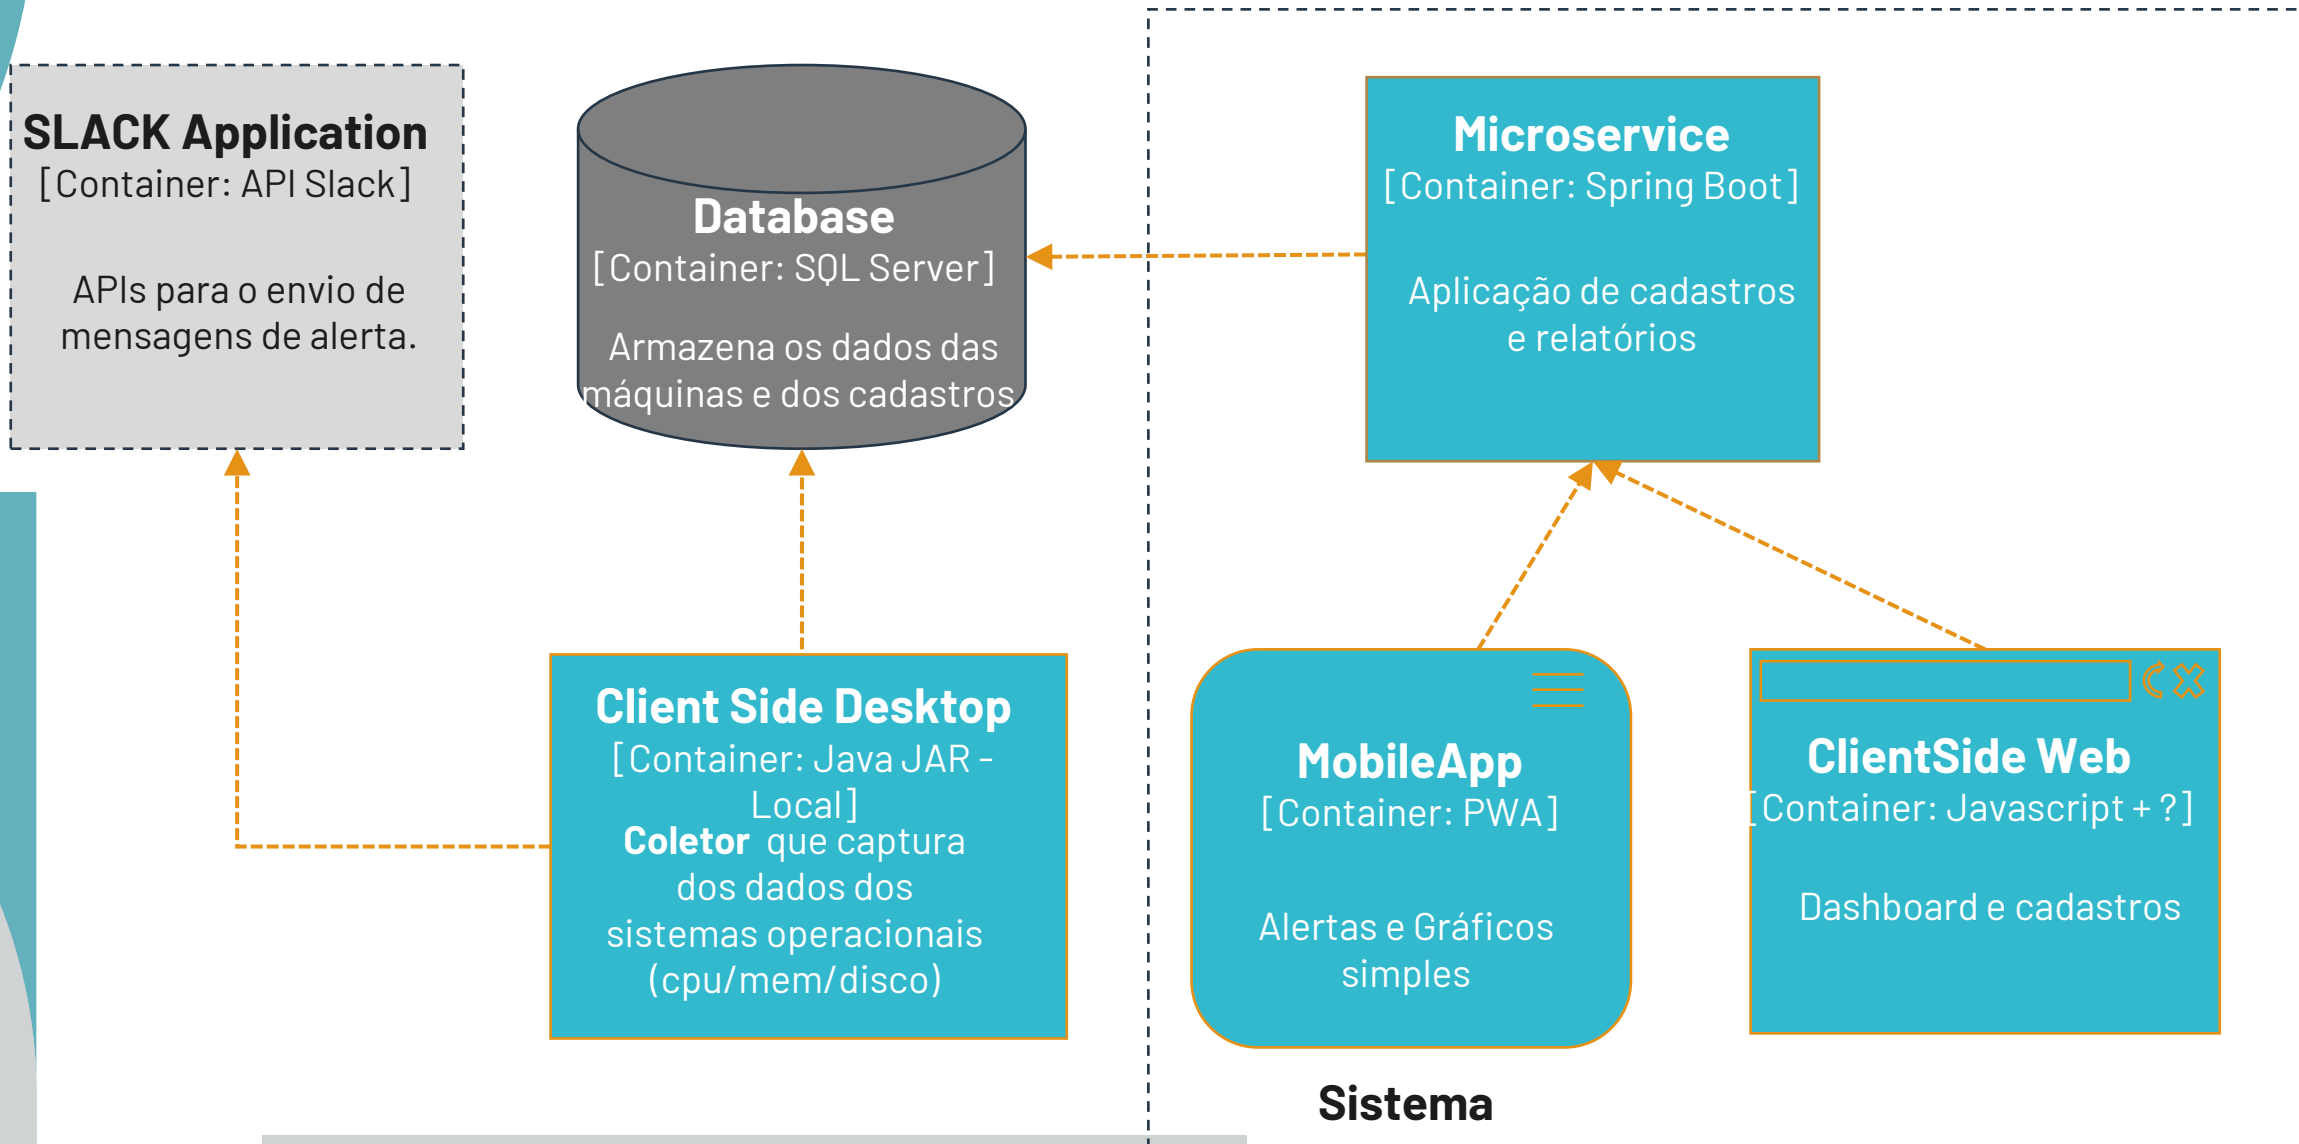 SLACK Application
[Container: API Slack]
APIs para o envio de
mensagens de alerta.
Database
[Container: SQL Server]
Armazena os dados das
máquinas e dos cadastros
Microservice
[Container: Spring Boot]
Aplicação de cadastros
e relatórios
Client Side Desktop
[Container: Java JAR -
Local]
Coletor que captura
dos dados dos
sistemas operacionais
(cpu/mem/disco)
MobileApp
[Container: PWA]
Alertas e Gráficos
simples
ClientSide Web
[Container: Javascript + ?]
Dashboard e cadastros
Sistema